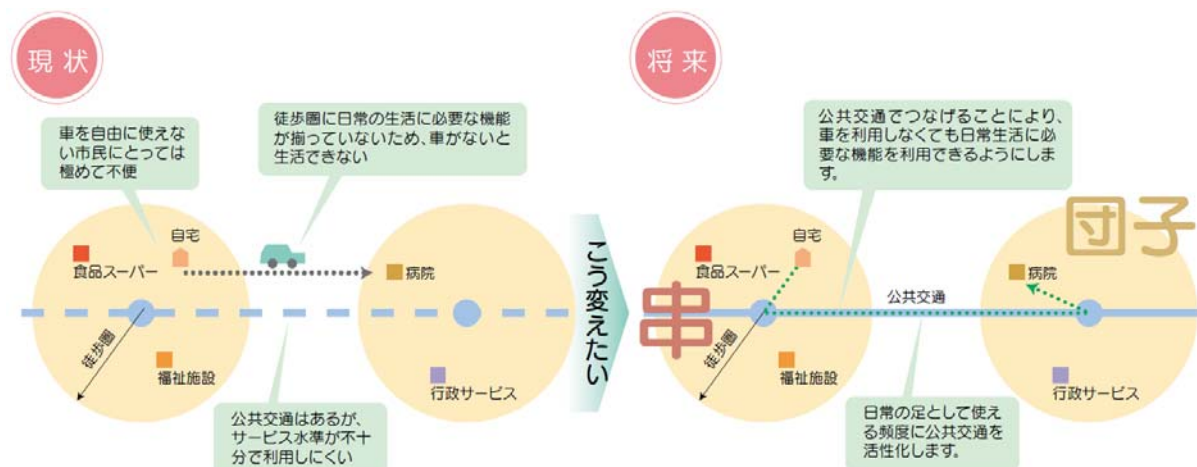 現状
車を自由に使えな
い市民にとっては
極めて不便
徒歩圏に日常の生活に必要な機能
が揃っていないため、車がないと
生活できない
自宅
食品スーパー
病院
徒歩圏
福祉施設
行政サービス
公共交通はあるが、
サービス水準が不十
分で利用しにくい
こう変えたい
将来
公共交通でつなげることにより、
車を利用しなくても日常生活に必
要な機能を利用できるようにしま
す。
団子
自宅
食品スーパー
病院
串
公共交通
徒歩圏
福祉施設
行政サービス
日常の足として使え
る頻度に公共交通を
活性化します。